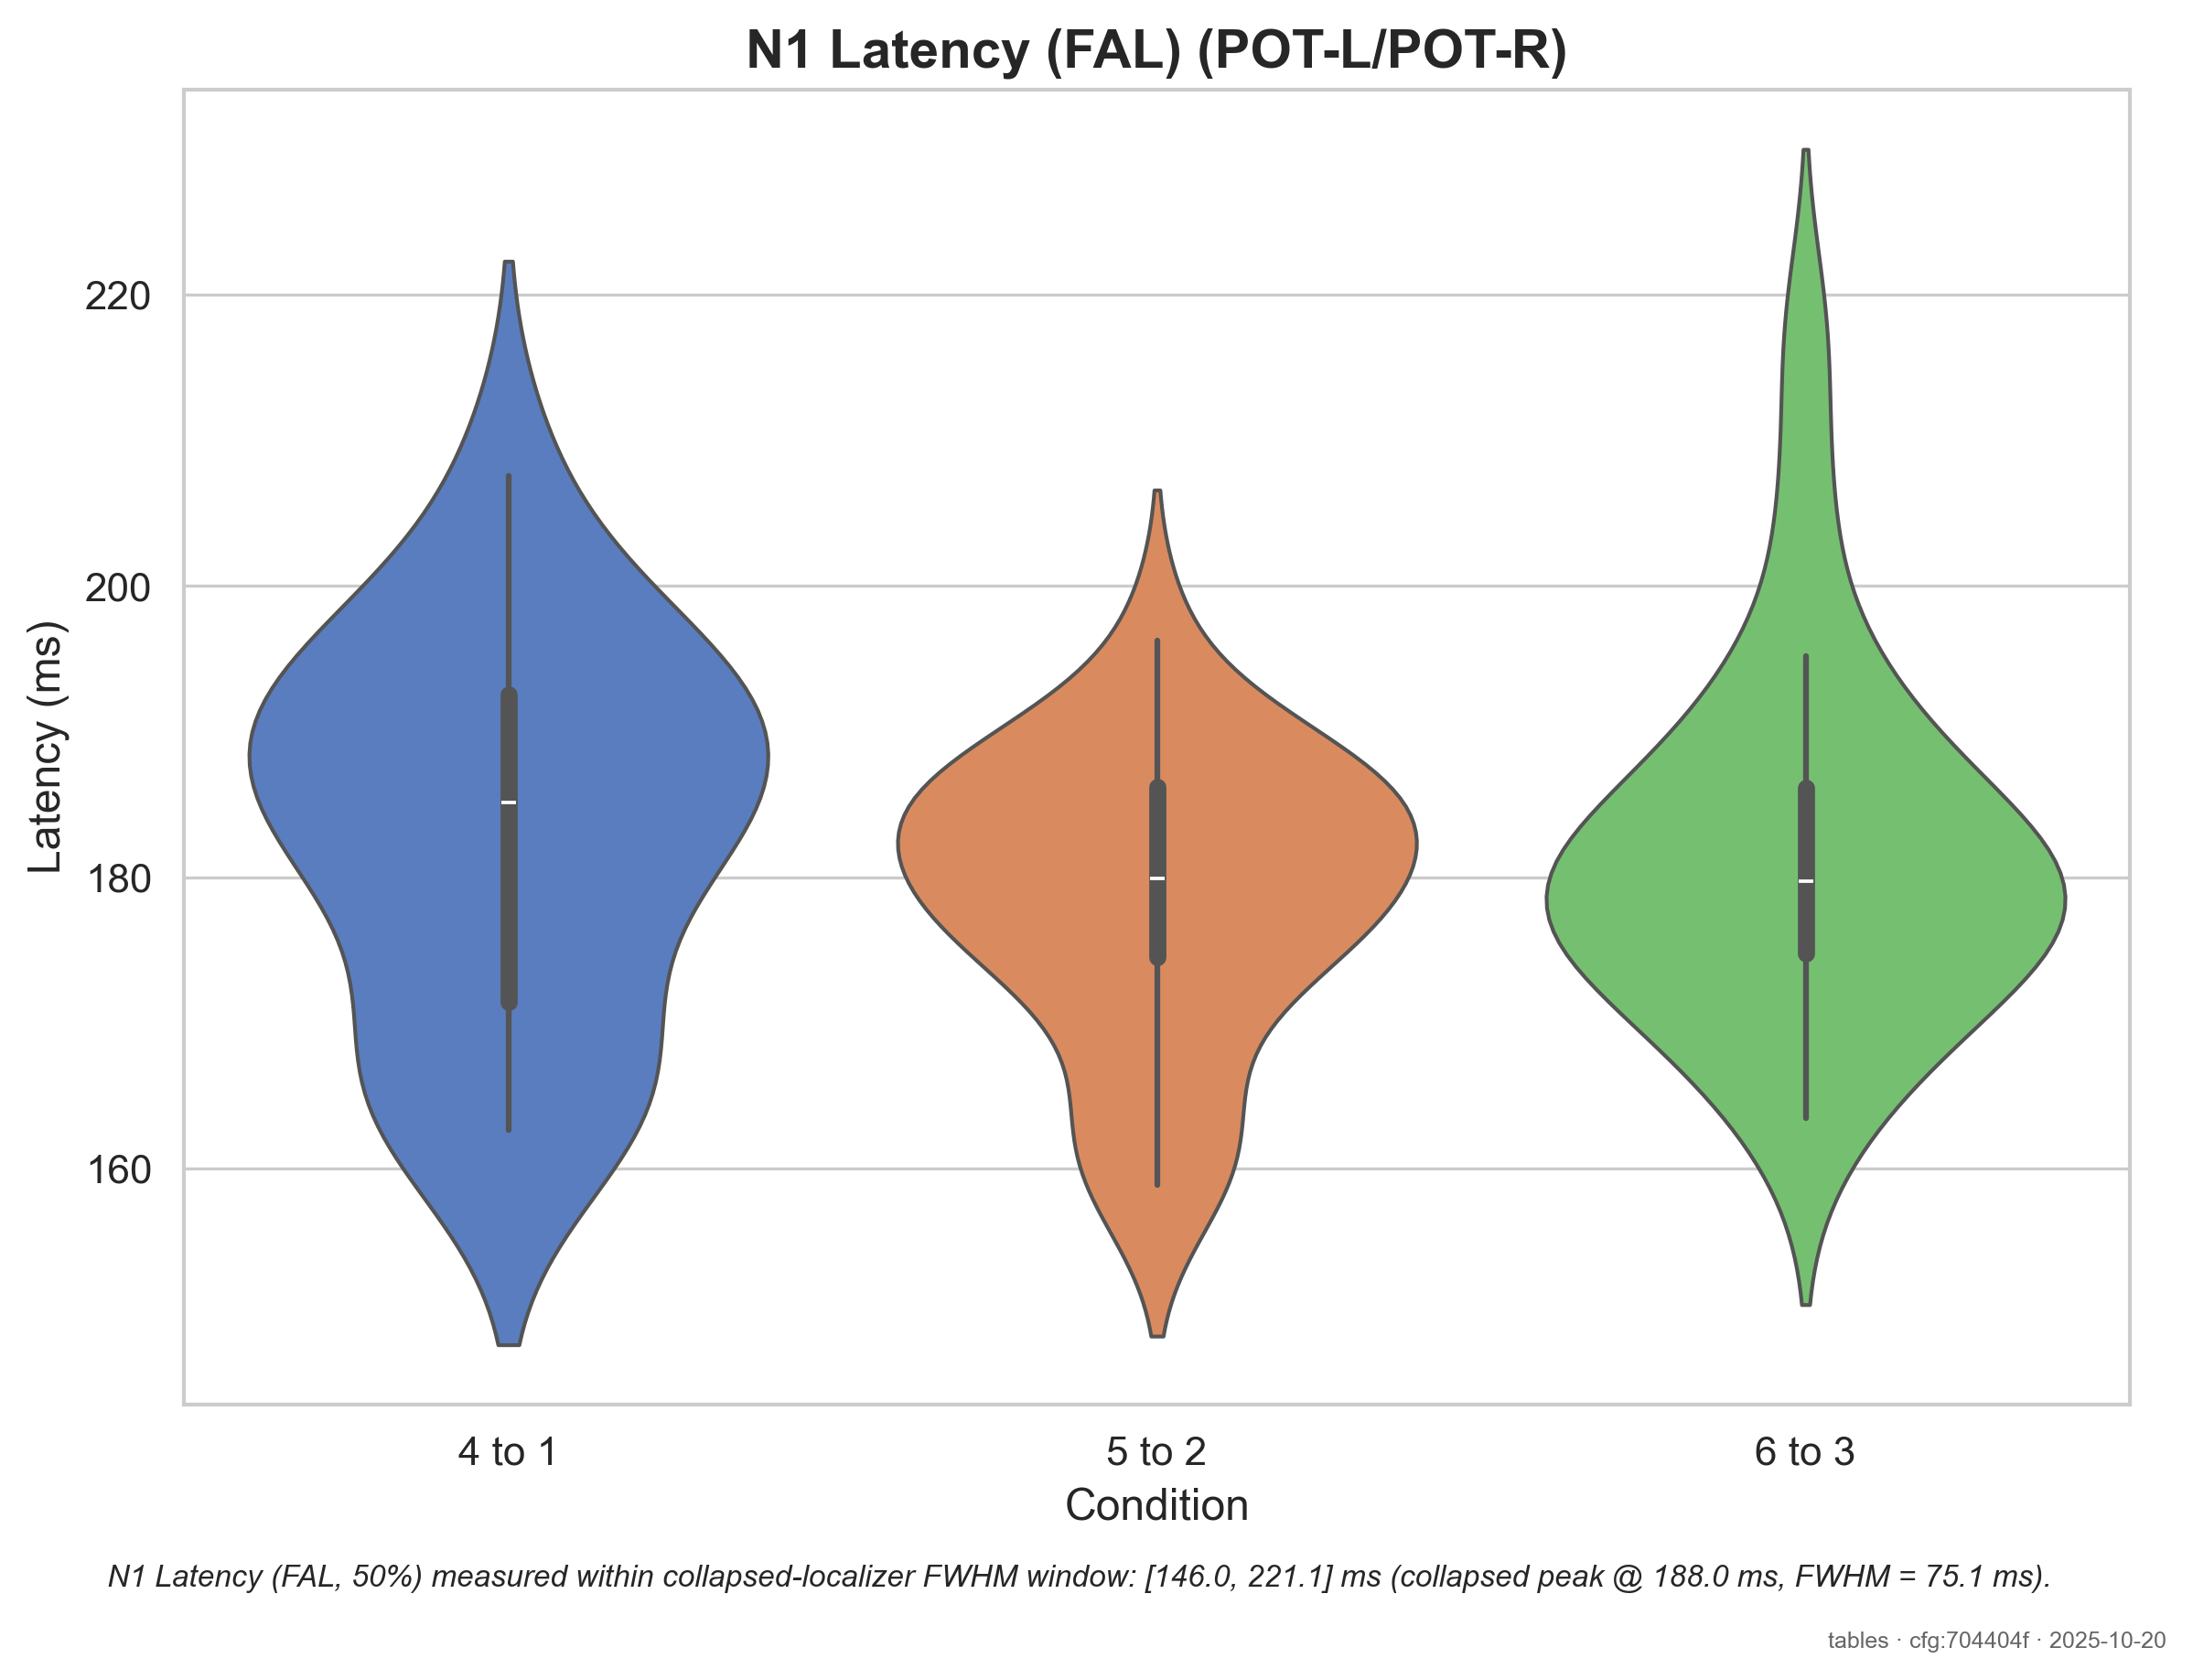 N1 Latency (FAL) (POT-L/POT-R)
Latency (ms)
220
200
180
160
4 to 1
5 to 2
6 to 3
Condition
N1 Latency (FAL, 50%) measured within collapsed-localizer FWHM window: [146.0, 221.1] ms (collapsed peak @ 188.0 ms, FWHM = 75.1 ms).
tables · cfg:704404f · 2025-10-20